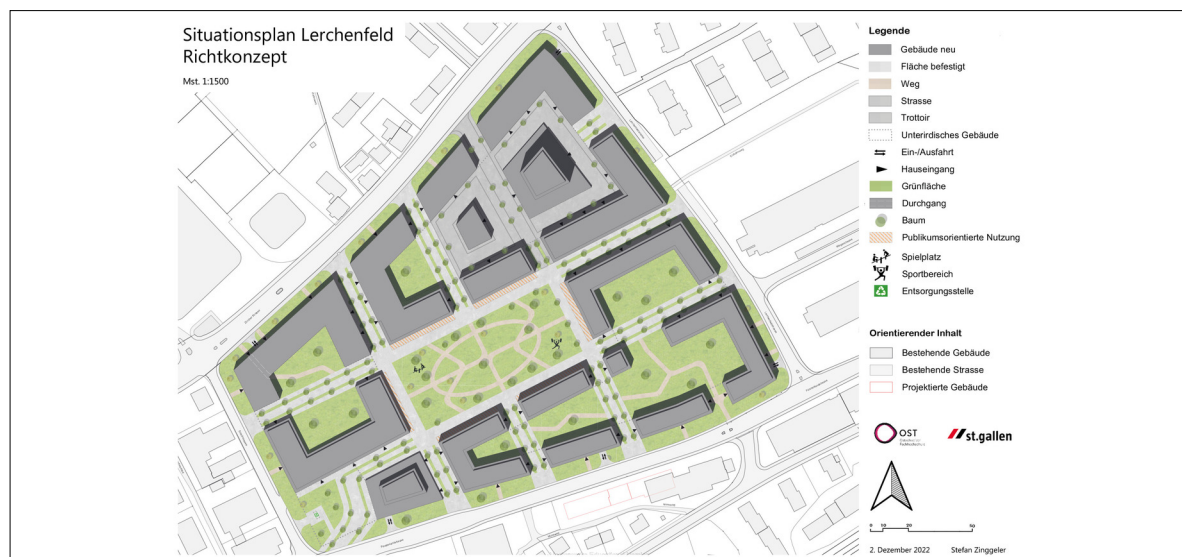 Situationsplan Lerchenfeld
Richtkonzept
Mst. 1:1500
Legende
Gebäude neu
Fläche befestigt
Weg
Strasse
Trottoir
Unterirdisches Gebäude
Ein-/Ausfahrt
Hauseingang
Grünfläche
Durchgang
Baum
Publikumsorientierte Nutzung
Spielplatz
Sportbereich
Entsorgungsstelle
Orientierender Inhalt
Bestehende Gebäude
Bestehende Strasse
Projektierte Gebäude
OST
st.gallen
0 10 20 50
2. Dezember 2022 Stefan Zinggeler